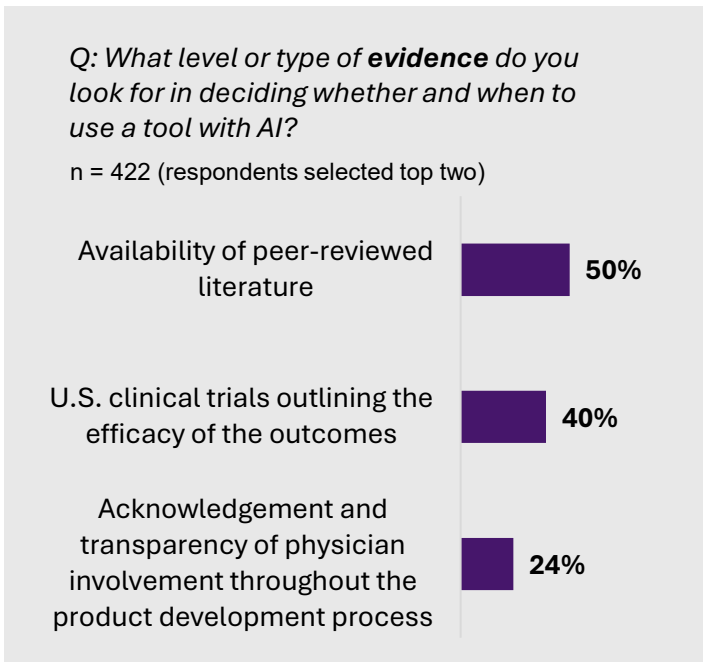 Q: What level or type of evidence do you
look for in deciding whether and when to
use a tool with AI?
n = 422 (respondents selected top two)
Availability of peer-reviewed
literature
50%
U.S. clinical trials outlining the
efficacy of the outcomes
40%
Acknowledgement and
transparency of physician
involvement throughout the
product development process
24%